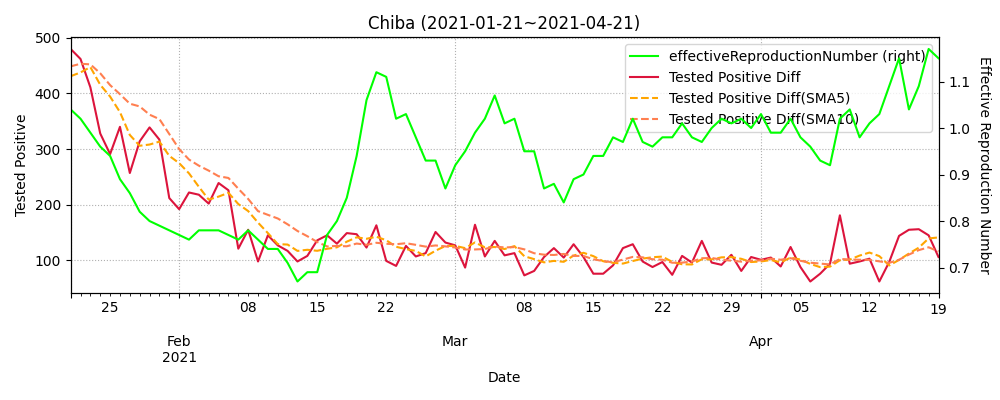 Chiba (2021-01-21~2021-04-21)
effectiveReproductionNumber (right)
Tested Positive Diff
Tested Positive Diff(SMA5)
Tested Positive Diff(SMA10)
500
400
300
200
100
Tested Positive
1.1
1.0
0.9
0.8
0.7
Effective Reproduction Number
25 08 15 22 08 15 22 29 05 12 19
Feb Mar Apr
2021
Date